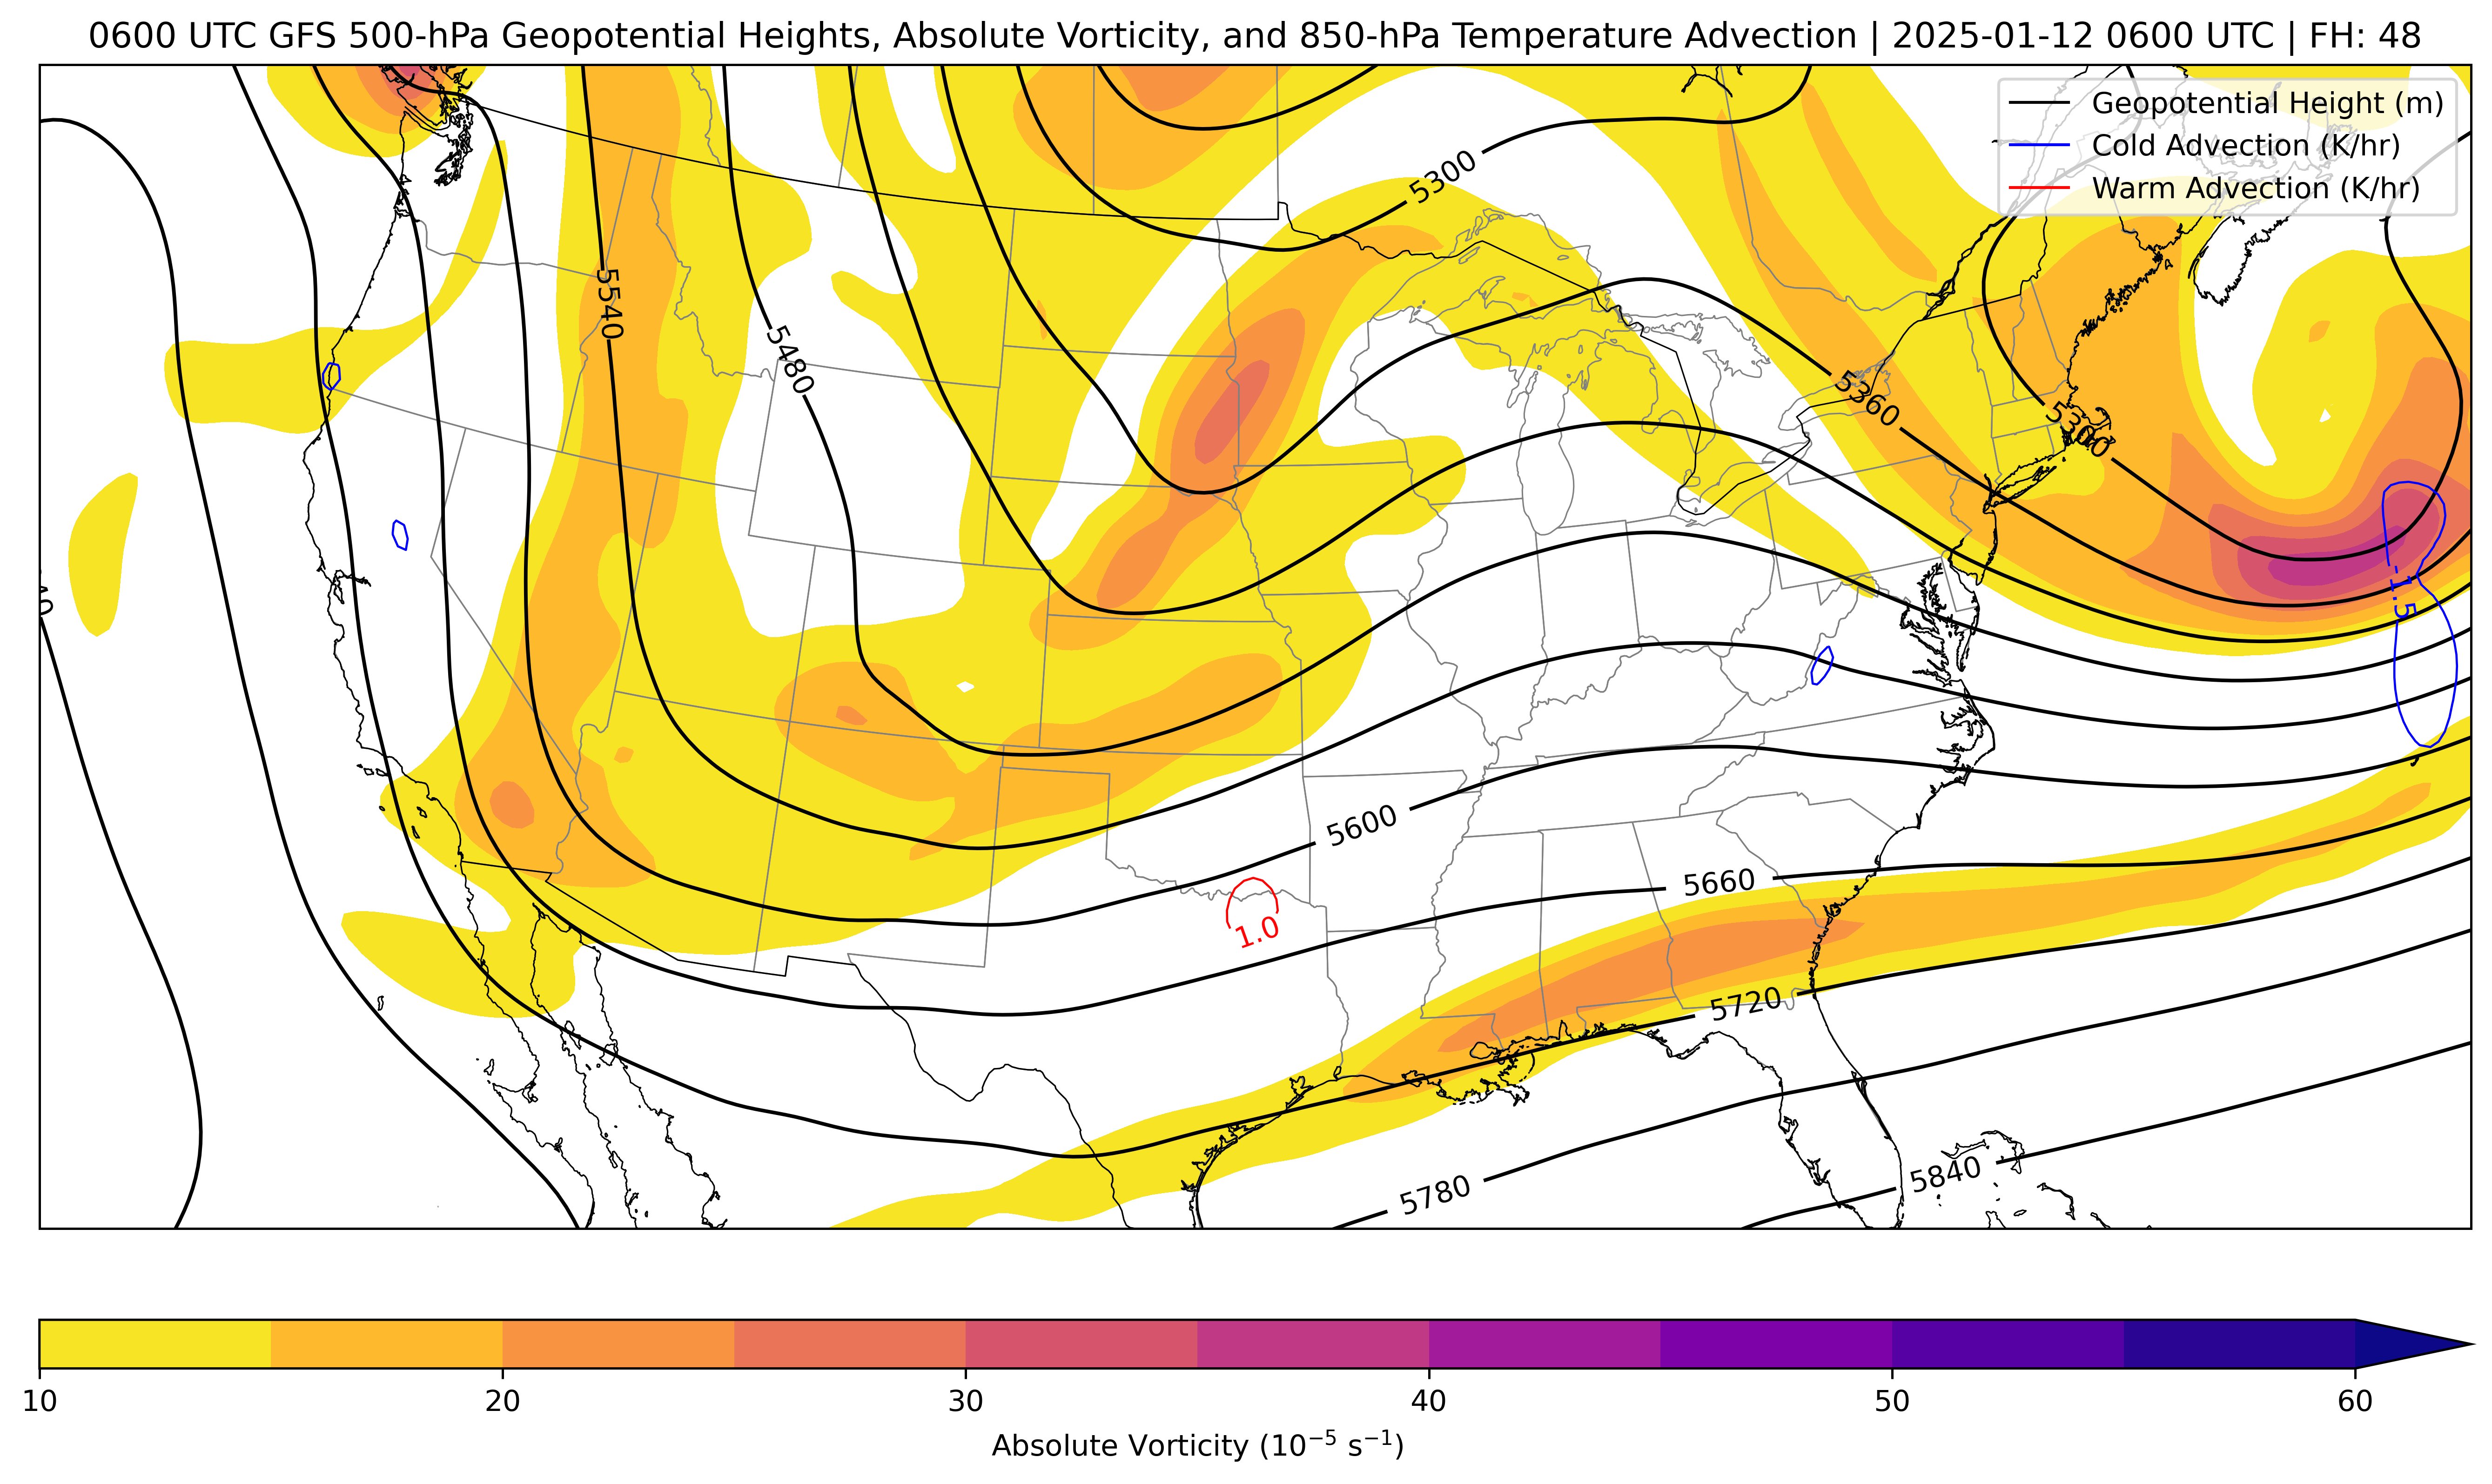 0600 UTC GFS 500-hPa Geopotential Heights, Absolute Vorticity, and 850-hPa Temperature Advection | 2025-01-12 0600 UTC | FH: 48
Geopotential Height (m)
Cold Advection (K/hr)
Warm Advection (K/hr)
5300
5540
5480
5360
5300
-1.5
5600
5660
1.0
5720
5780
5840
10 20 30 40 50 60
Absolute Vorticity (10⁻⁵ s⁻¹)